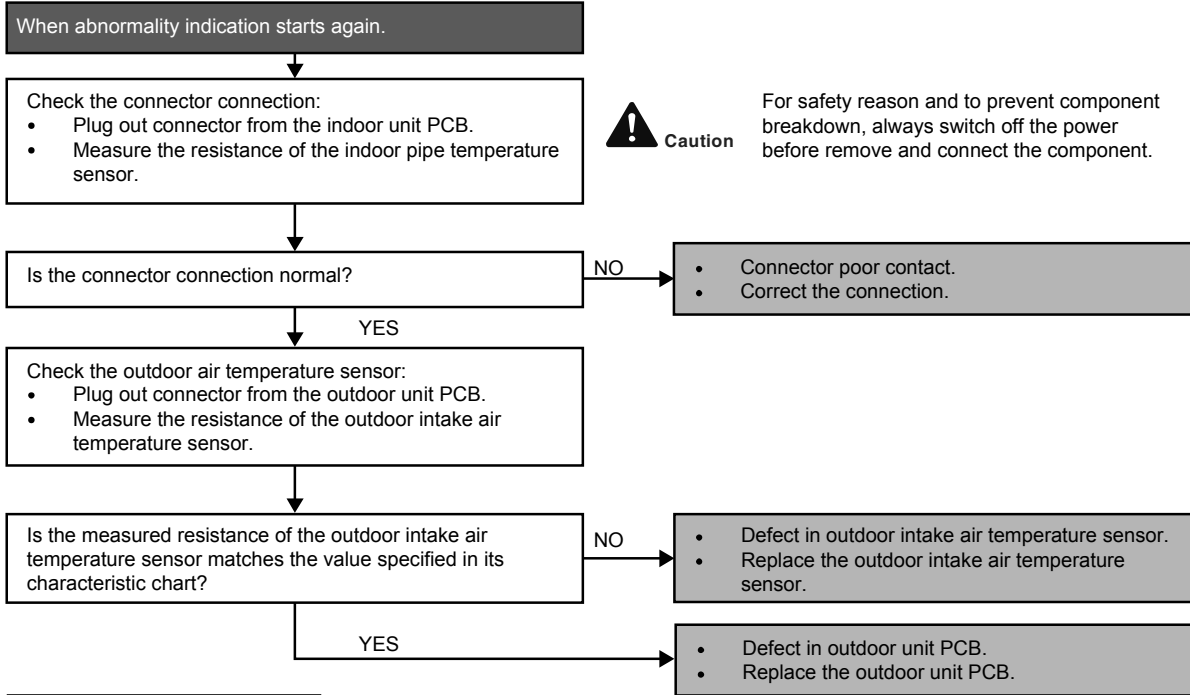 When abnormality indication starts again.
Check the connector connection:
• Plug out connector from the indoor unit PCB.
• Measure the resistance of the indoor pipe temperature
sensor.
Caution
For safety reason and to prevent component
breakdown, always switch off the power
before remove and connect the component.
Is the connector connection normal?
NO
• Connector poor contact.
• Correct the connection.
YES
Check the outdoor air temperature sensor:
• Plug out connector from the outdoor unit PCB.
• Measure the resistance of the outdoor intake air
temperature sensor.
Is the measured resistance of the outdoor intake air
temperature sensor matches the value specified in its
characteristic chart?
NO
• Defect in outdoor intake air temperature sensor.
• Replace the outdoor intake air temperature
sensor.
YES
• Defect in outdoor unit PCB.
• Replace the outdoor unit PCB.